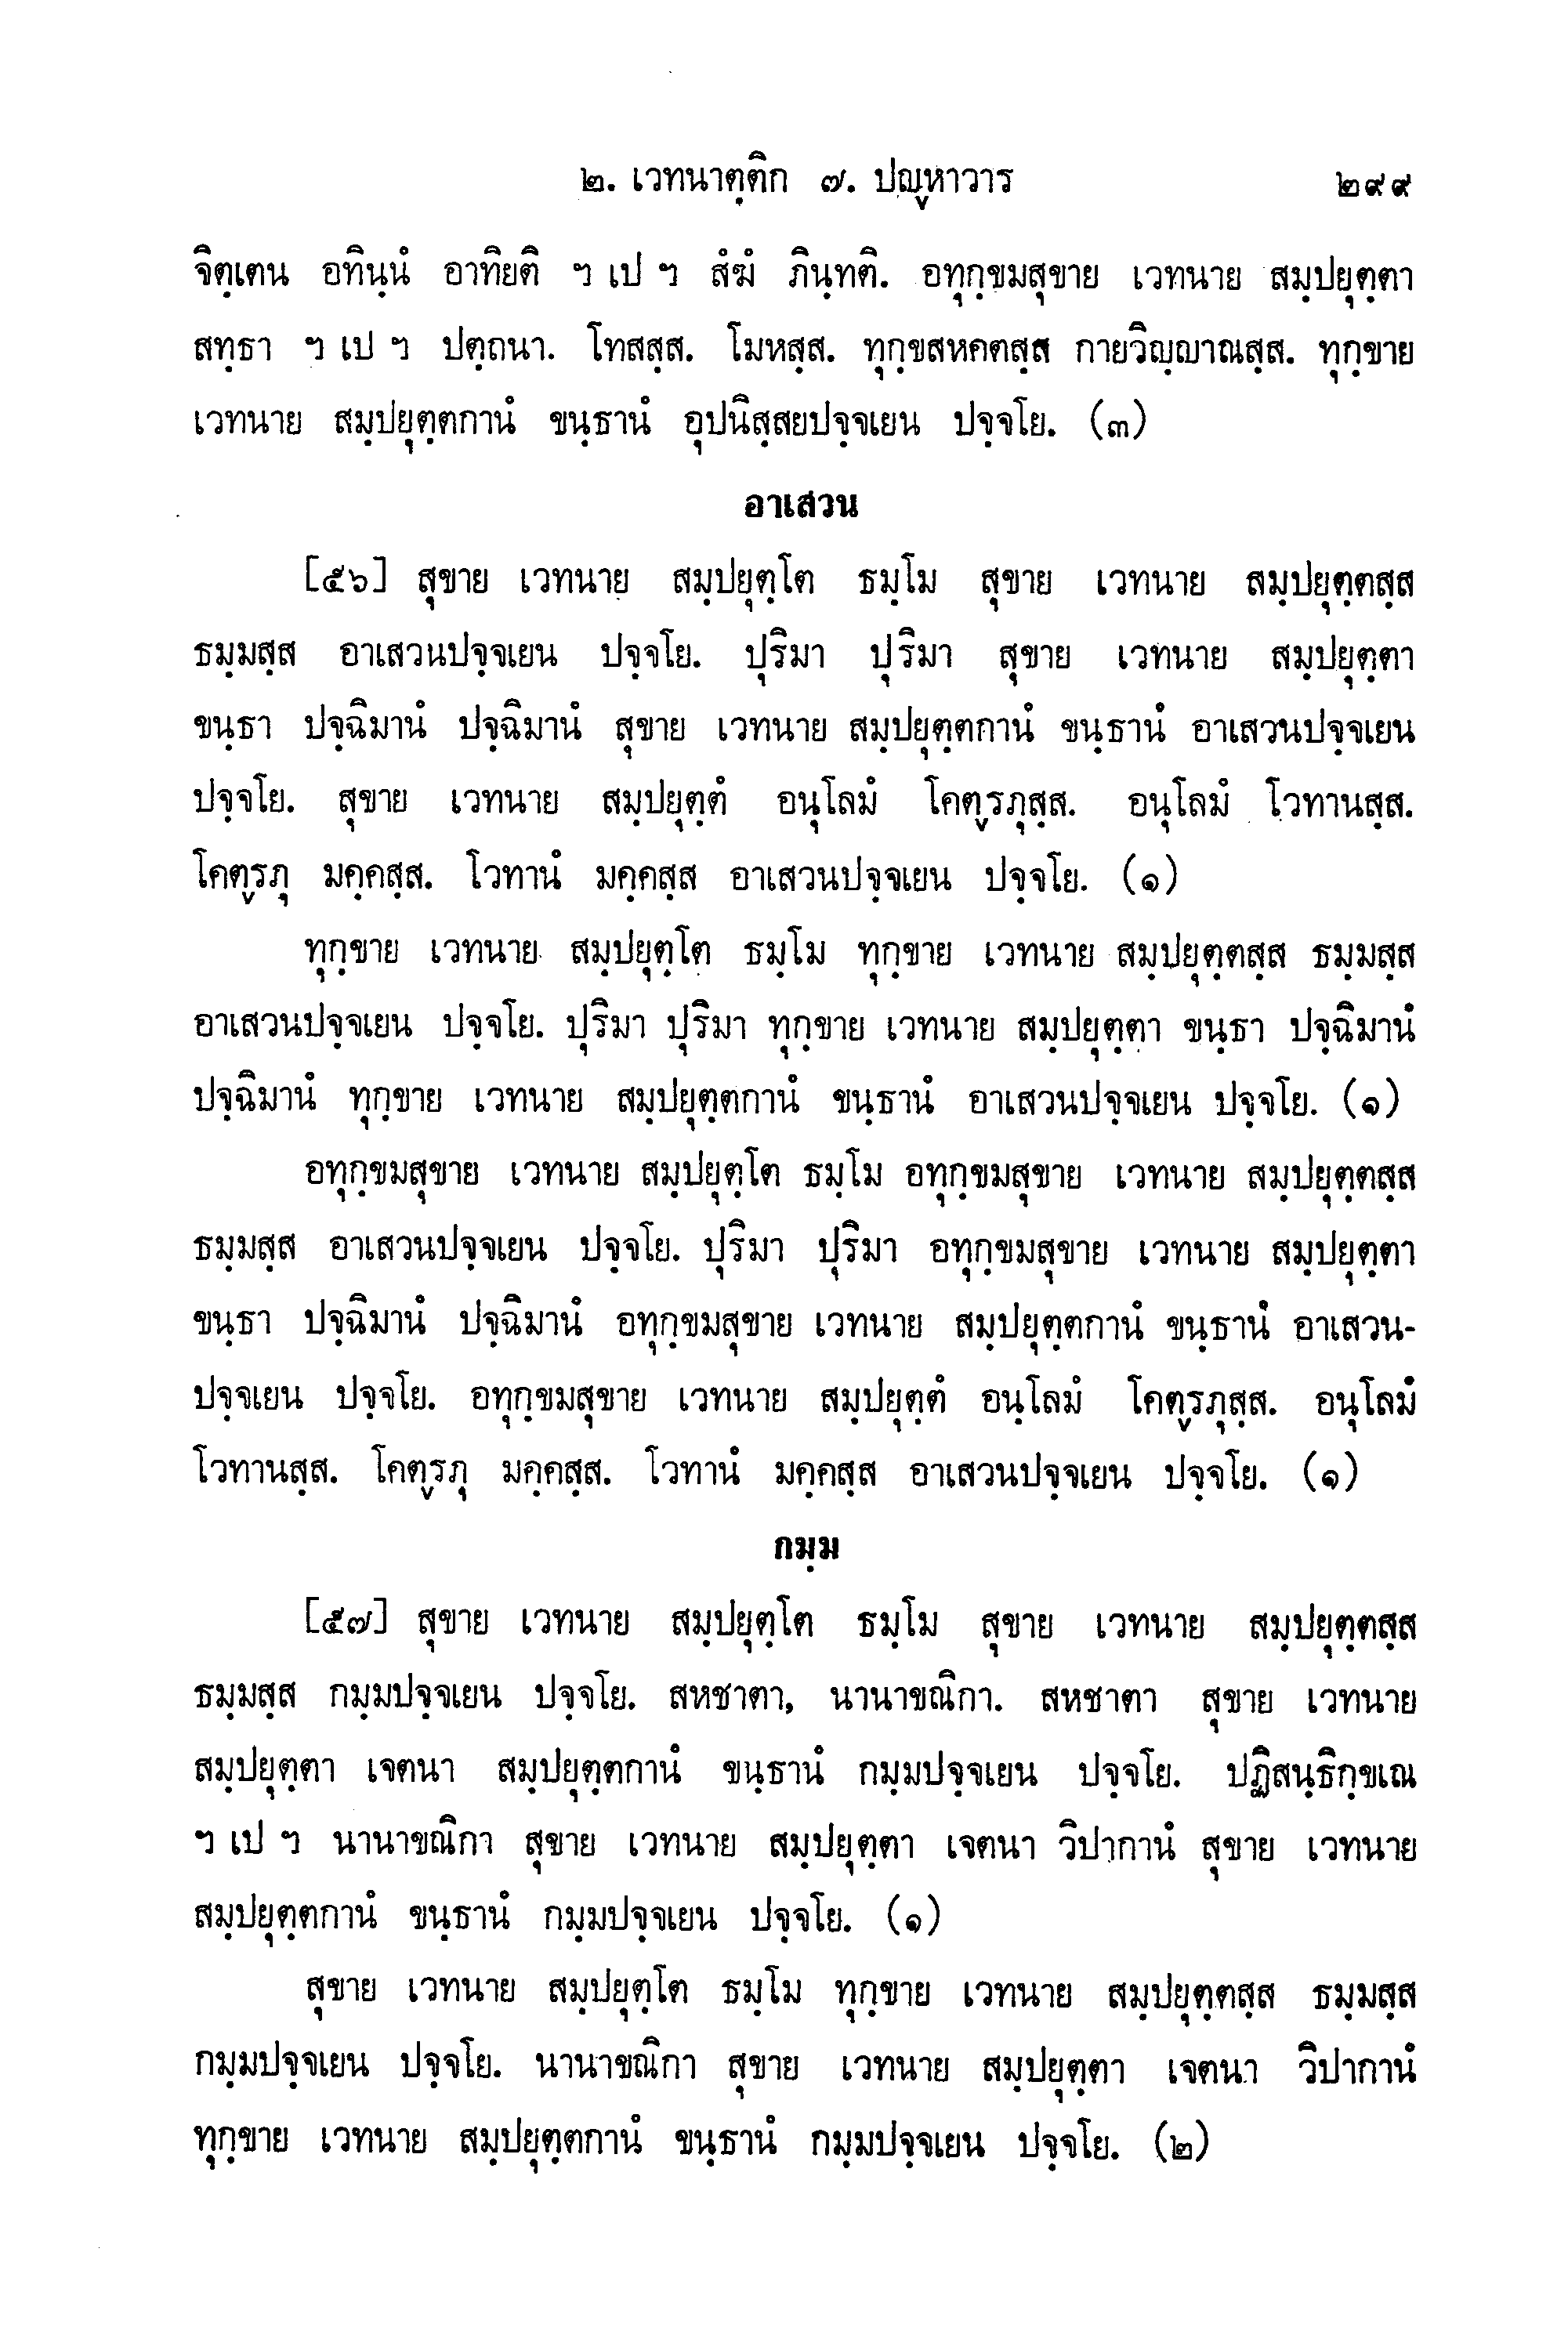 ๒. เวทนาตฺติก ๗. ปญฺหาวาร ๒๙๙
จิตฺเตน อทินฺนํ อาทิยติ ฯ เป ฯ สํฆํ ภินฺทติ. อทุกฺขมสุขาย เวทนาย สมฺปยุตฺตา
สทฺธา ฯ เป ฯ ปตฺถนา. โทสสฺส. โมหสฺส. ทุกฺขสหคตสฺส กายวิญฺญาณสฺส. ทุกฺขาย
เวทนาย สมฺปยุตฺตกานํ ขนฺธานํ อุปนิสฺสยปจฺจเยน ปจฺจโย. (๓)
อาเสวน
[๕๖] สุขาย เวทนาย สมฺปยุตฺโต ธมฺโม สุขาย เวทนาย สมฺปยุตฺตสฺส
ธมฺมสฺส อาเสวนปจฺจเยน ปจฺจโย. ปุริมา ปุริมา สุขาย เวทนาย สมฺปยุตฺตา
ขนฺธา ปจฺฉิมานํ ปจฺฉิมานํ สุขาย เวทนาย สมฺปยุตฺตกานํ ขนฺธานํ อาเสวนปจฺจเยน
ปจฺจโย. สุขาย เวทนาย สมฺปยุตฺตํ อนุโลมํ โคตฺรภุสฺส. อนุโลมํ โวทานสฺส.
โคตฺรภุ มคฺคสฺส. โวทานํ มคฺคสฺส อาเสวนปจฺจเยน ปจฺจโย. (๑)
ทุกฺขาย เวทนาย สมฺปยุตฺโต ธมฺโม ทุกฺขาย เวทนาย สมฺปยุตฺตสฺส ธมฺมสฺส
อาเสวนปจฺจเยน ปจฺจโย. ปุริมา ปุริมา ทุกฺขาย เวทนาย สมฺปยุตฺตา ขนฺธา ปจฺฉิมานํ
ปจฺฉิมานํ ทุกฺขาย เวทนาย สมฺปยุตฺตกานํ ขนฺธานํ อาเสวนปจฺจเยน ปจฺจโย. (๑)
อทุกฺขมสุขาย เวทนาย สมฺปยุตฺโต ธมฺโม อทุกฺขมสุขาย เวทนาย สมฺปยุตฺตสฺส
ธมฺมสฺส อาเสวนปจฺจเยน ปจฺจโย. ปุริมา ปุริมา อทุกฺขมสุขาย เวทนาย สมฺปยุตฺตา
ขนฺธา ปจฺฉิมานํ ปจฺฉิมานํ อทุกฺขมสุขาย เวทนาย สมฺปยุตฺตกานํ ขนฺธานํ อาเสวน-
ปจฺจเยน ปจฺจโย. อทุกฺขมสุขาย เวทนาย สมฺปยุตฺตํ อนฺโลมํ โคตฺรภุสฺส. อนุโลมํ
โวทานสฺส. โคตฺรภุ มคฺคสฺส. โวทานํ มคฺคสฺส อาเสวนปจฺจเยน ปจฺจโย. (๑)
กมฺม
[๕๗] สุขาย เวทนาย สมฺปยุตฺโต ธมฺโม สุขาย เวทนาย สมฺปยุตฺตสฺส
ธมฺมสฺส กมฺมปจฺจเยน ปจฺจโย. สหชาตา, นานาขณิกา. สหชาตา สุขาย เวทนาย
สมฺปยุตฺตา เจตนา สมฺปยุตฺตกานํ ขนฺธานํ กมฺมปจฺจเยน ปจฺจโย. ปฏิสนฺธิกฺขเณ
ฯ เป ฯ นานาขณิกา สุขาย เวทนาย สมฺปยุตฺตา เจตนา วิปากานํ สุขาย เวทนาย
สมฺปยุตฺตกานํ ขนฺธานํ กมฺมปจฺจเยน ปจฺจโย. (๑)
สุขาย เวทนาย สมฺปยุตฺโต ธมฺโม ทุกฺขาย เวทนาย สมฺปยุตฺตสฺส ธมฺมสฺส
กมฺมปจฺจเยน ปจฺจโย. นานาขณิกา สุขาย เวทนาย สมฺปยุตฺตา เจตนา วิปากานํ
ทุกฺขาย เวทนาย สมฺปยุตฺตกานํ ขนฺธานํ กมฺมปจฺจเยน ปจฺจโย. (๒)